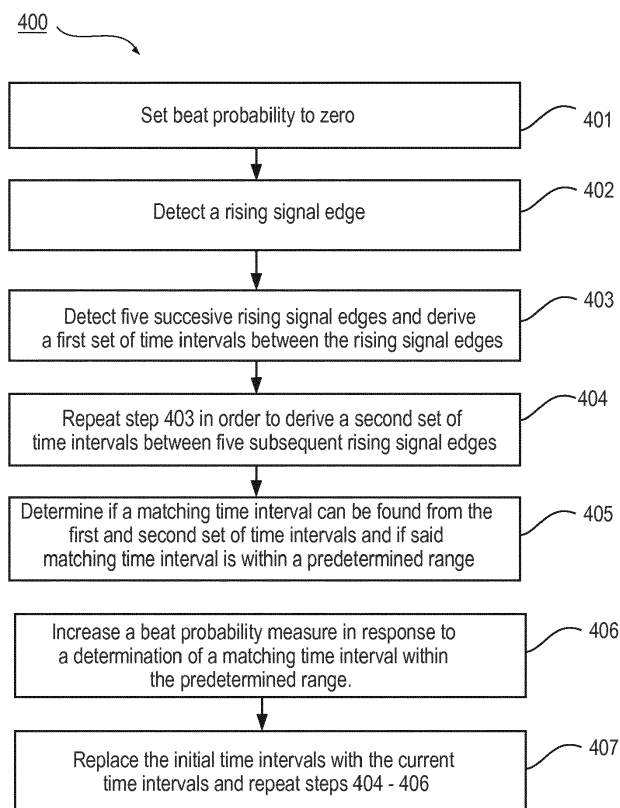 400
Set beat probability to zero
401
Detect a rising signal edge
402
Detect five succesive rising signal edges and derive
a first set of time intervals between the rising signal edges
403
Repeat step 403 in order to derive a second set of
time intervals between five subsequent rising signal edges
404
Determine if a matching time interval can be found from the
first and second set of time intervals and if said
matching time interval is within a predetermined range
405
Increase a beat probability measure in response to
a determination of a matching time interval within
the predetermined range.
406
Replace the initial time intervals with the current
time intervals and repeat steps 404 - 406
407